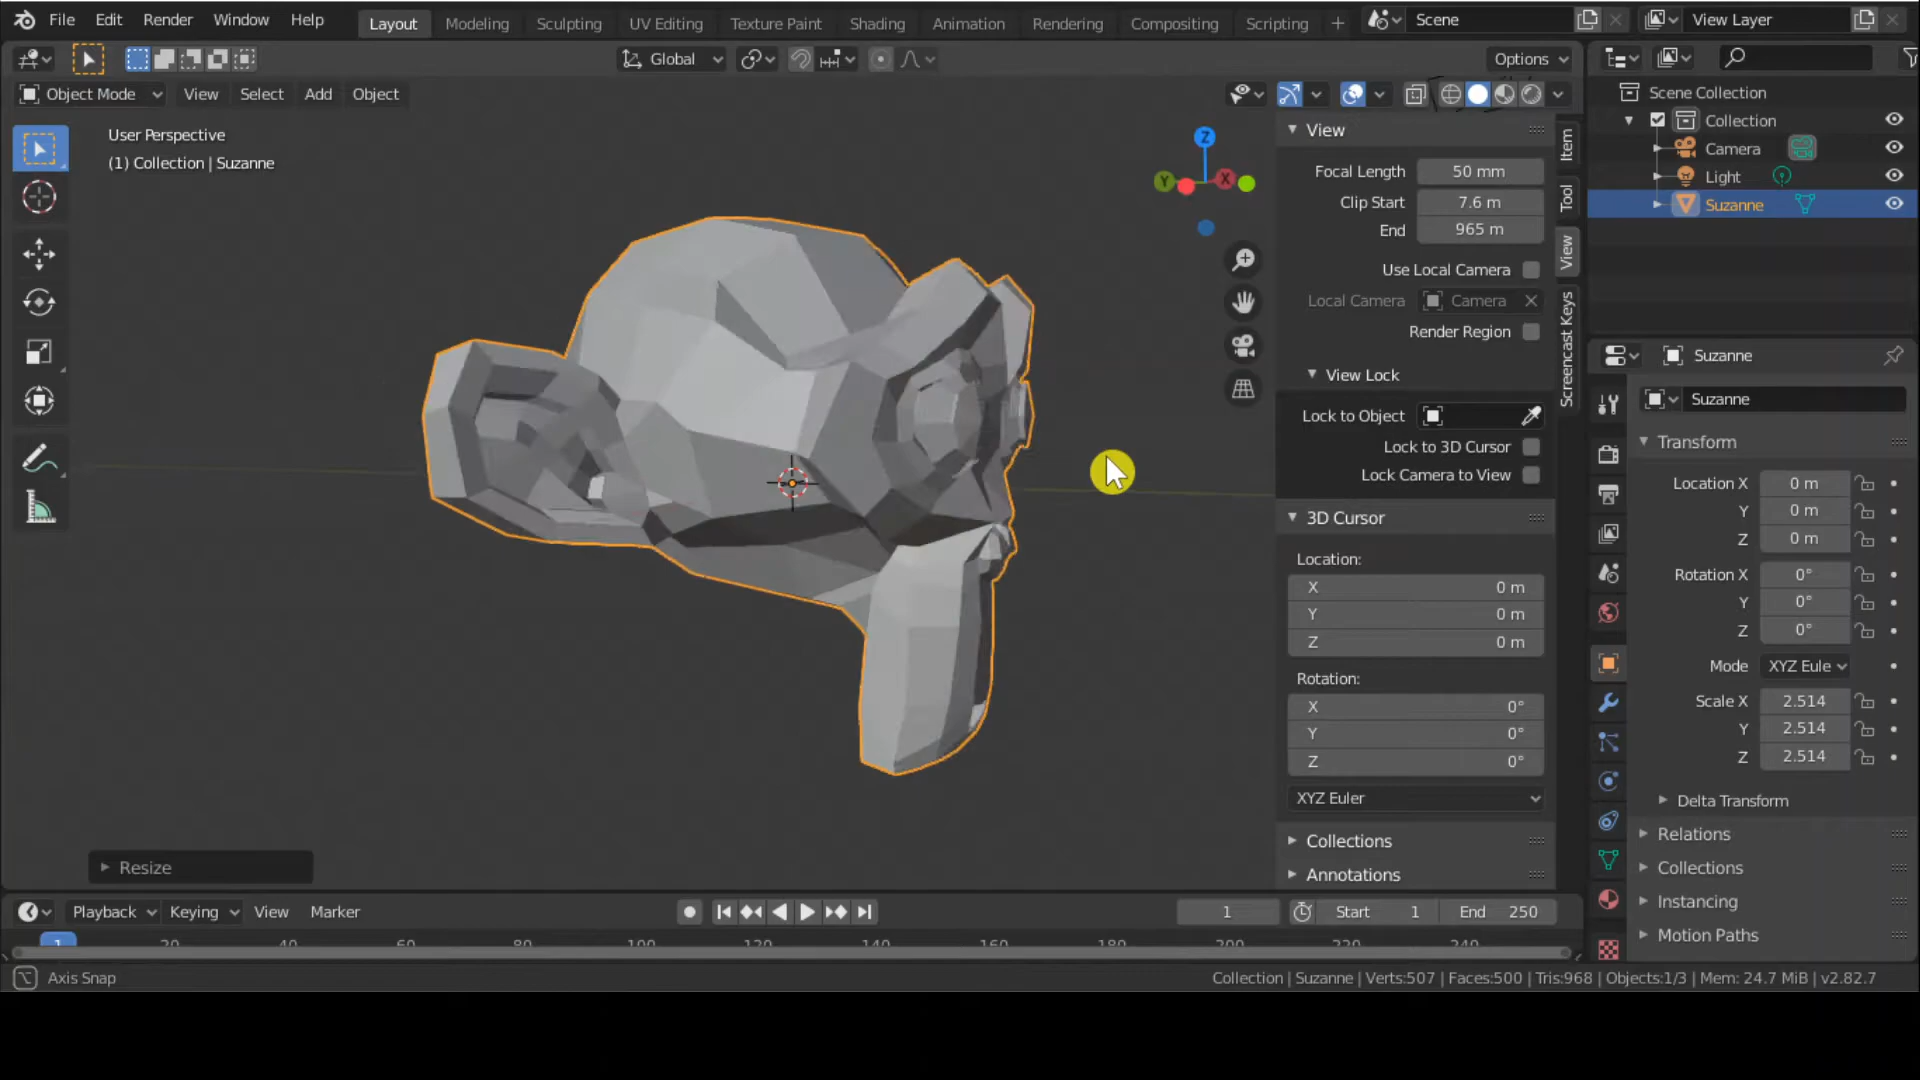 File Edit Render Window Help Layout Modeling Sculpting UV Editing Texture Paint Shading Animation Rendering Compositing Scripting + Scene View Layer
Global Options
Object Mode View Select Add Object
User Perspective
(1) Collection | Suzanne
Z
Y
X
View
Focal Length 50 mm
Clip Start 7.6 m
End 965 m
Use Local Camera
Local Camera Camera
Render Region
View Lock
Lock to Object
Lock to 3D Cursor
Lock Camera to View
3D Cursor
Location:
X 0 m
Y 0 m
Z 0 m
Rotation:
X 0°
Y 0°
Z 0°
XYZ Euler
Collections
Annotations
Item
Tool
View
Screencast Keys
Scene Collection
Collection
Camera
Light
Suzanne
Suzanne
Suzanne
Transform
Location X 0 m
Y 0 m
Z 0 m
Rotation X 0°
Y 0°
Z 0°
Mode XYZ Eule
Scale X 2.514
Y 2.514
Z 2.514
Delta Transform
Relations
Collections
Instancing
Motion Paths
Resize
Playback Keying View Marker 1 Start 1 End 250
1 20 40 60 80 100 120 140 160 180 200 220 240
Axis Snap
Collection | Suzanne | Verts:507 | Faces:500 | Tris:968 | Objects:1/3 | Mem: 24.7 MiB | v2.82.7